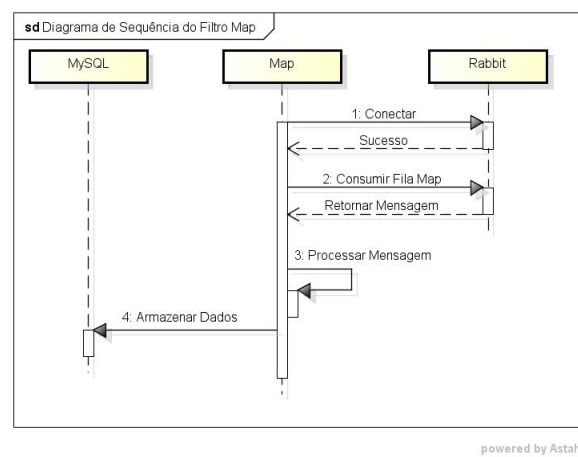 sd Diagrama de Sequência do Filtro Map
MySQL
Map
Rabbit
1: Conectar
Sucesso
2: Consumir Fila Map
Retornar Mensagem
3: Processar Mensagem
4: Armazenar Dados
powered by Astah